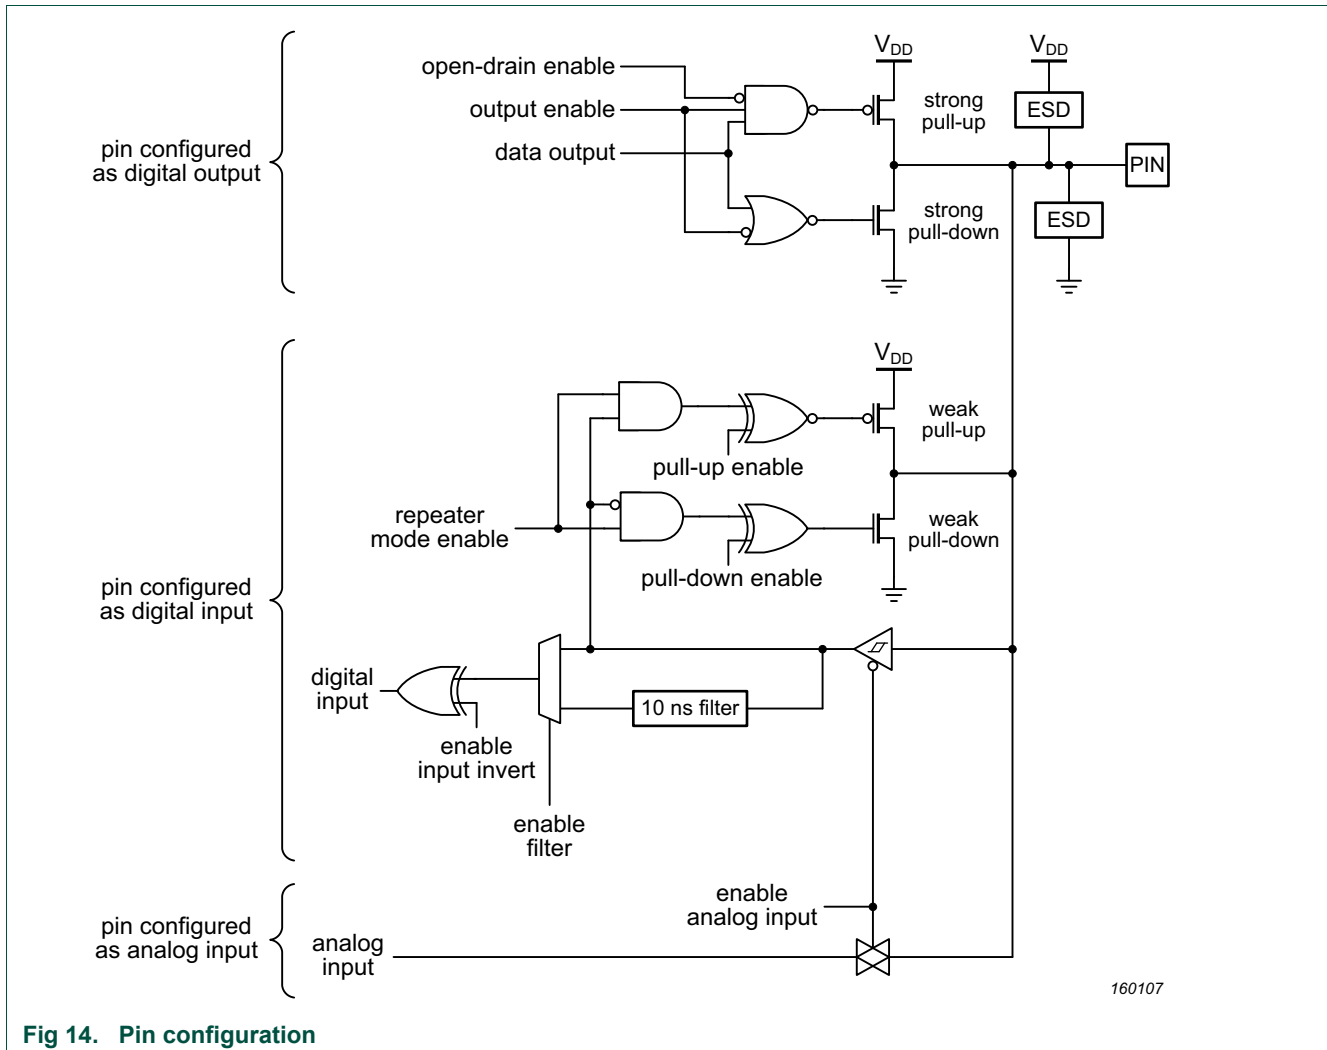 V_DD
V_DD
open-drain enable
output enable
data output
strong
pull-up
ESD
pin configured
as digital output
PIN
strong
pull-down
ESD
V_DD
weak
pull-up
pull-up enable
repeater
mode enable
weak
pull-down
pull-down enable
pin configured
as digital input
digital
input
10 ns filter
enable
input invert
enable
filter
enable
analog input
pin configured
as analog input
analog
input
160107
Fig 14. Pin configuration